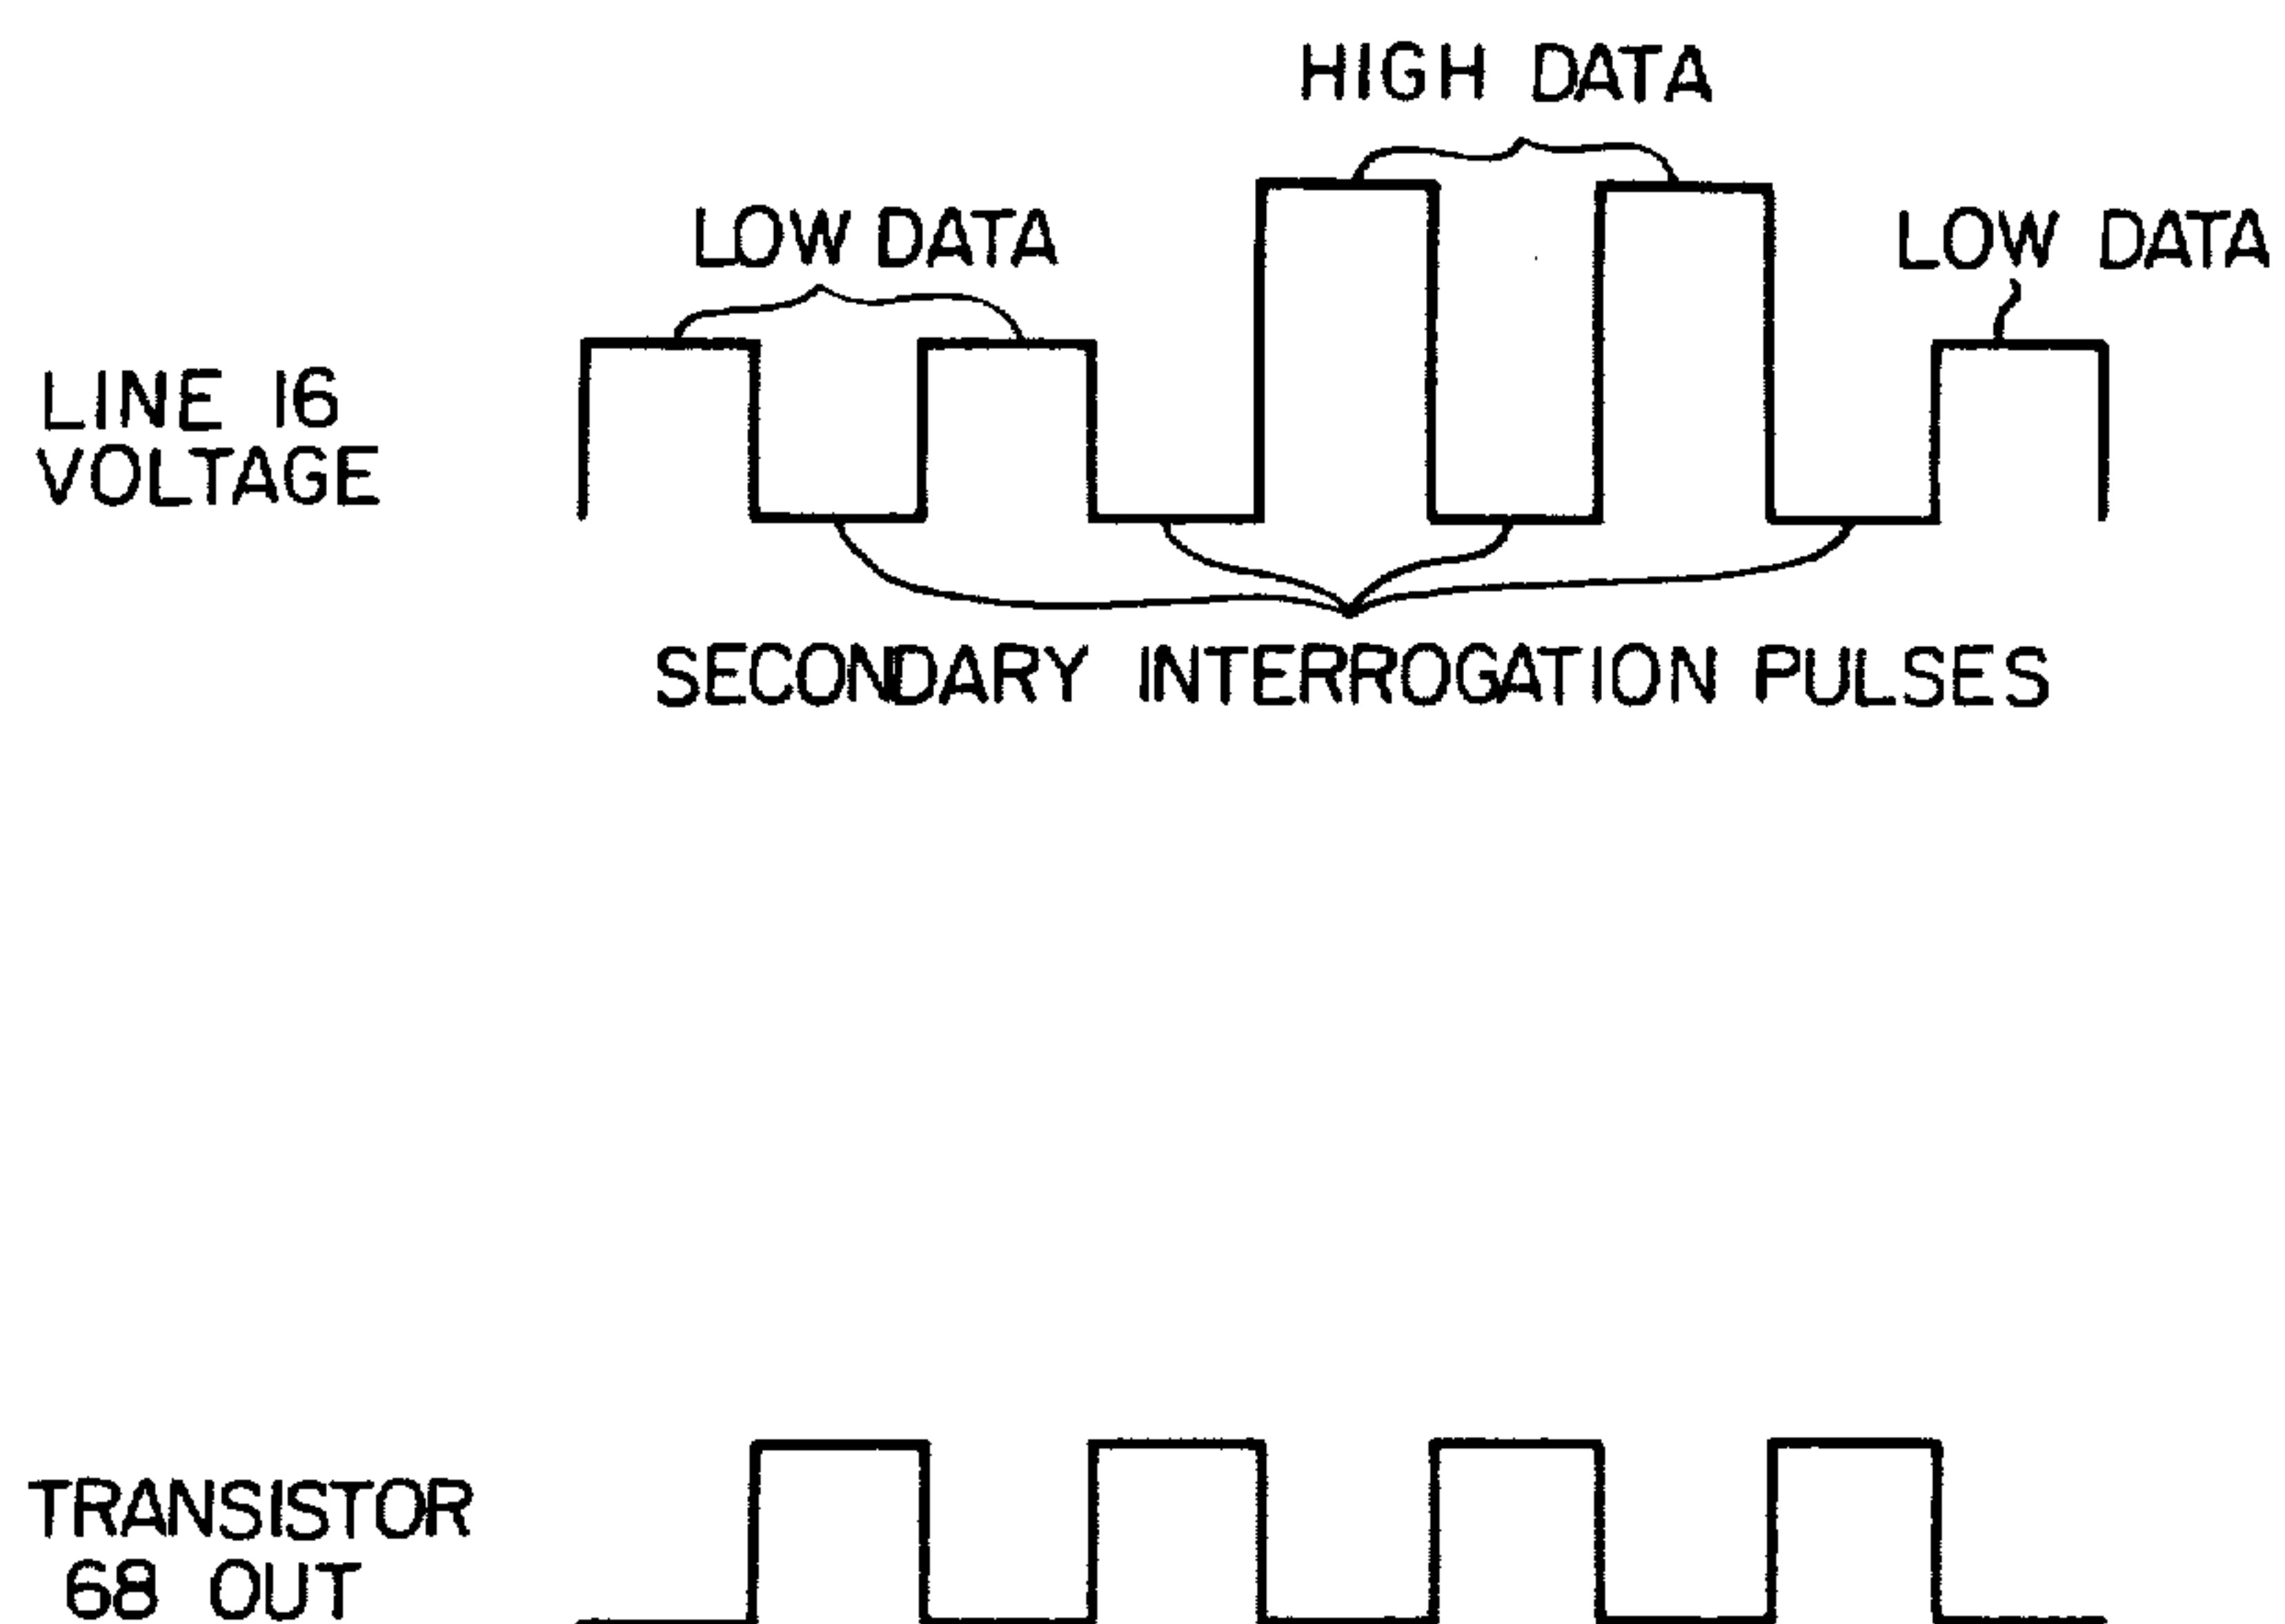 HIGH DATA
LOW DATA
LOW DATA
LINE 16
VOLTAGE
SECONDARY INTERROGATION PULSES
TRANSISTOR
68 OUT